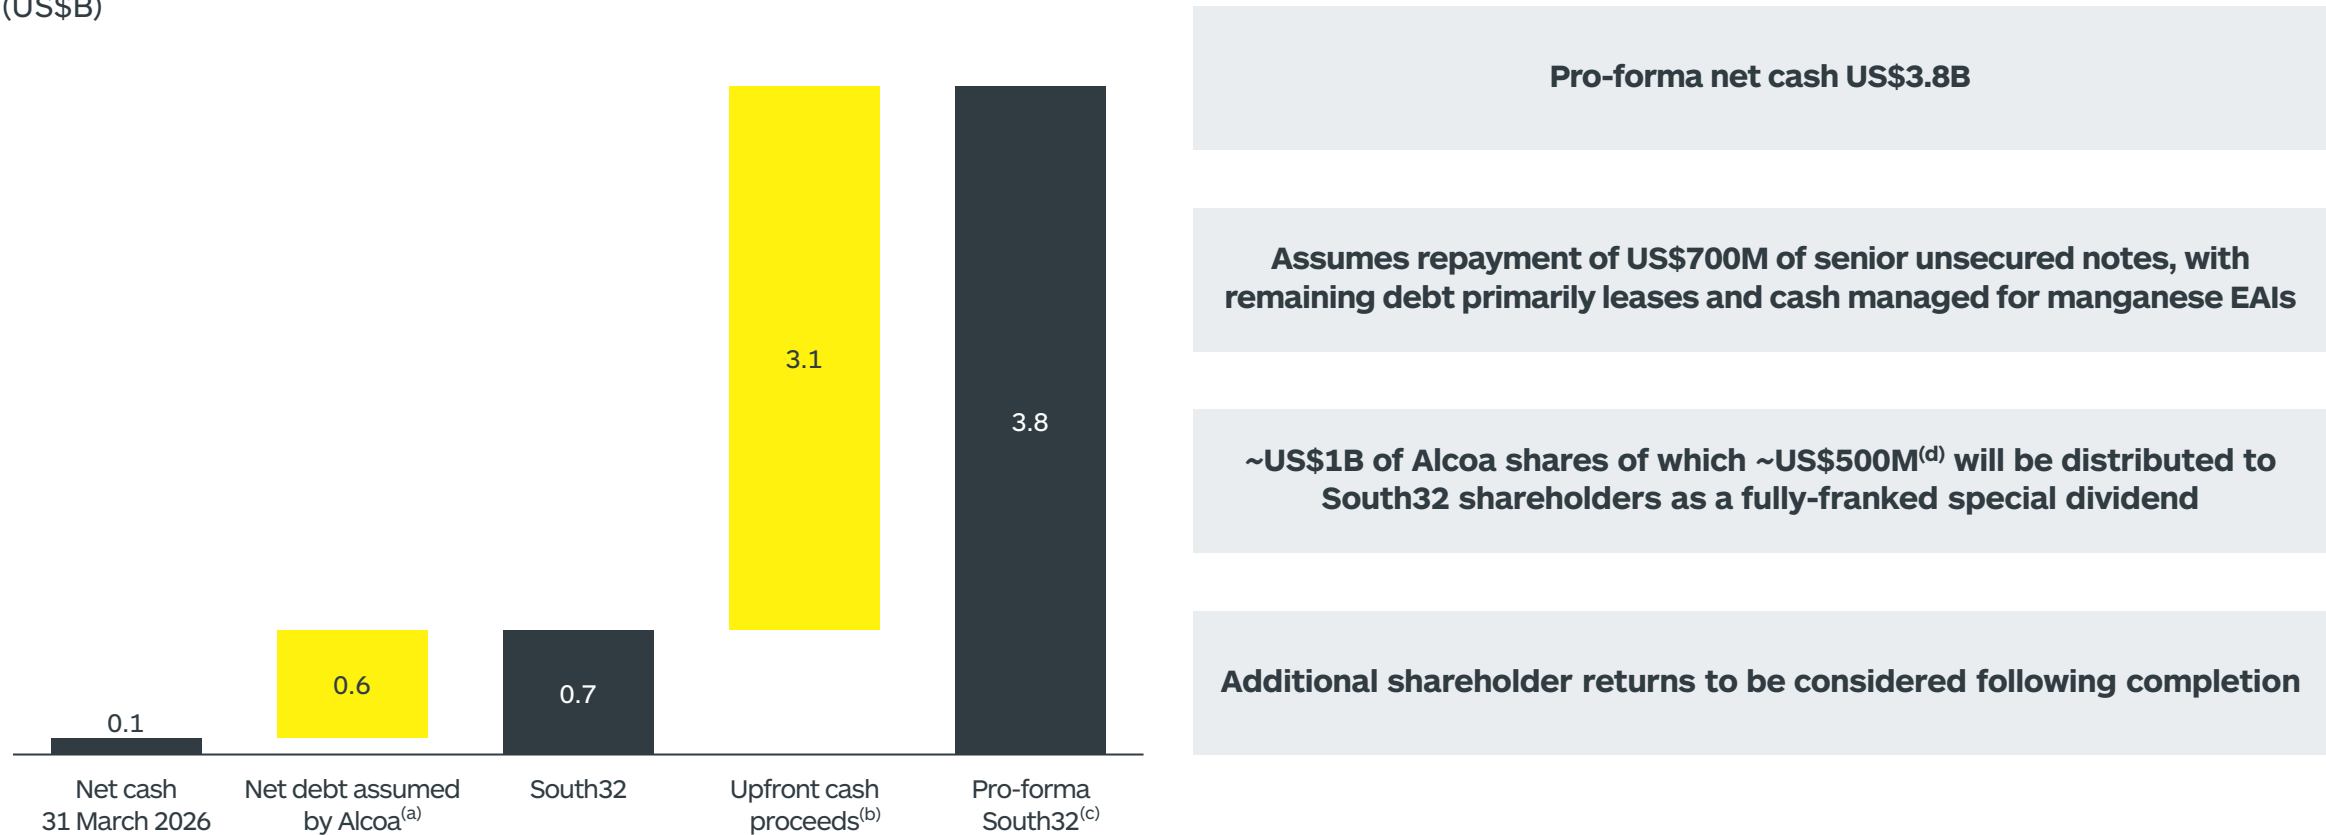 (US$B)
0.1
0.6
0.7
3.1
3.8
Net cash
31 March 2026
Net debt assumed
by Alcoa(a)
South32
Upfront cash
proceeds(b)
Pro-forma
South32(c)
Pro-forma net cash US$3.8B
Assumes repayment of US$700M of senior unsecured notes, with
remaining debt primarily leases and cash managed for manganese EAIs
~US$1B of Alcoa shares of which ~US$500M(d) will be distributed to
South32 shareholders as a fully-franked special dividend
Additional shareholder returns to be considered following completion